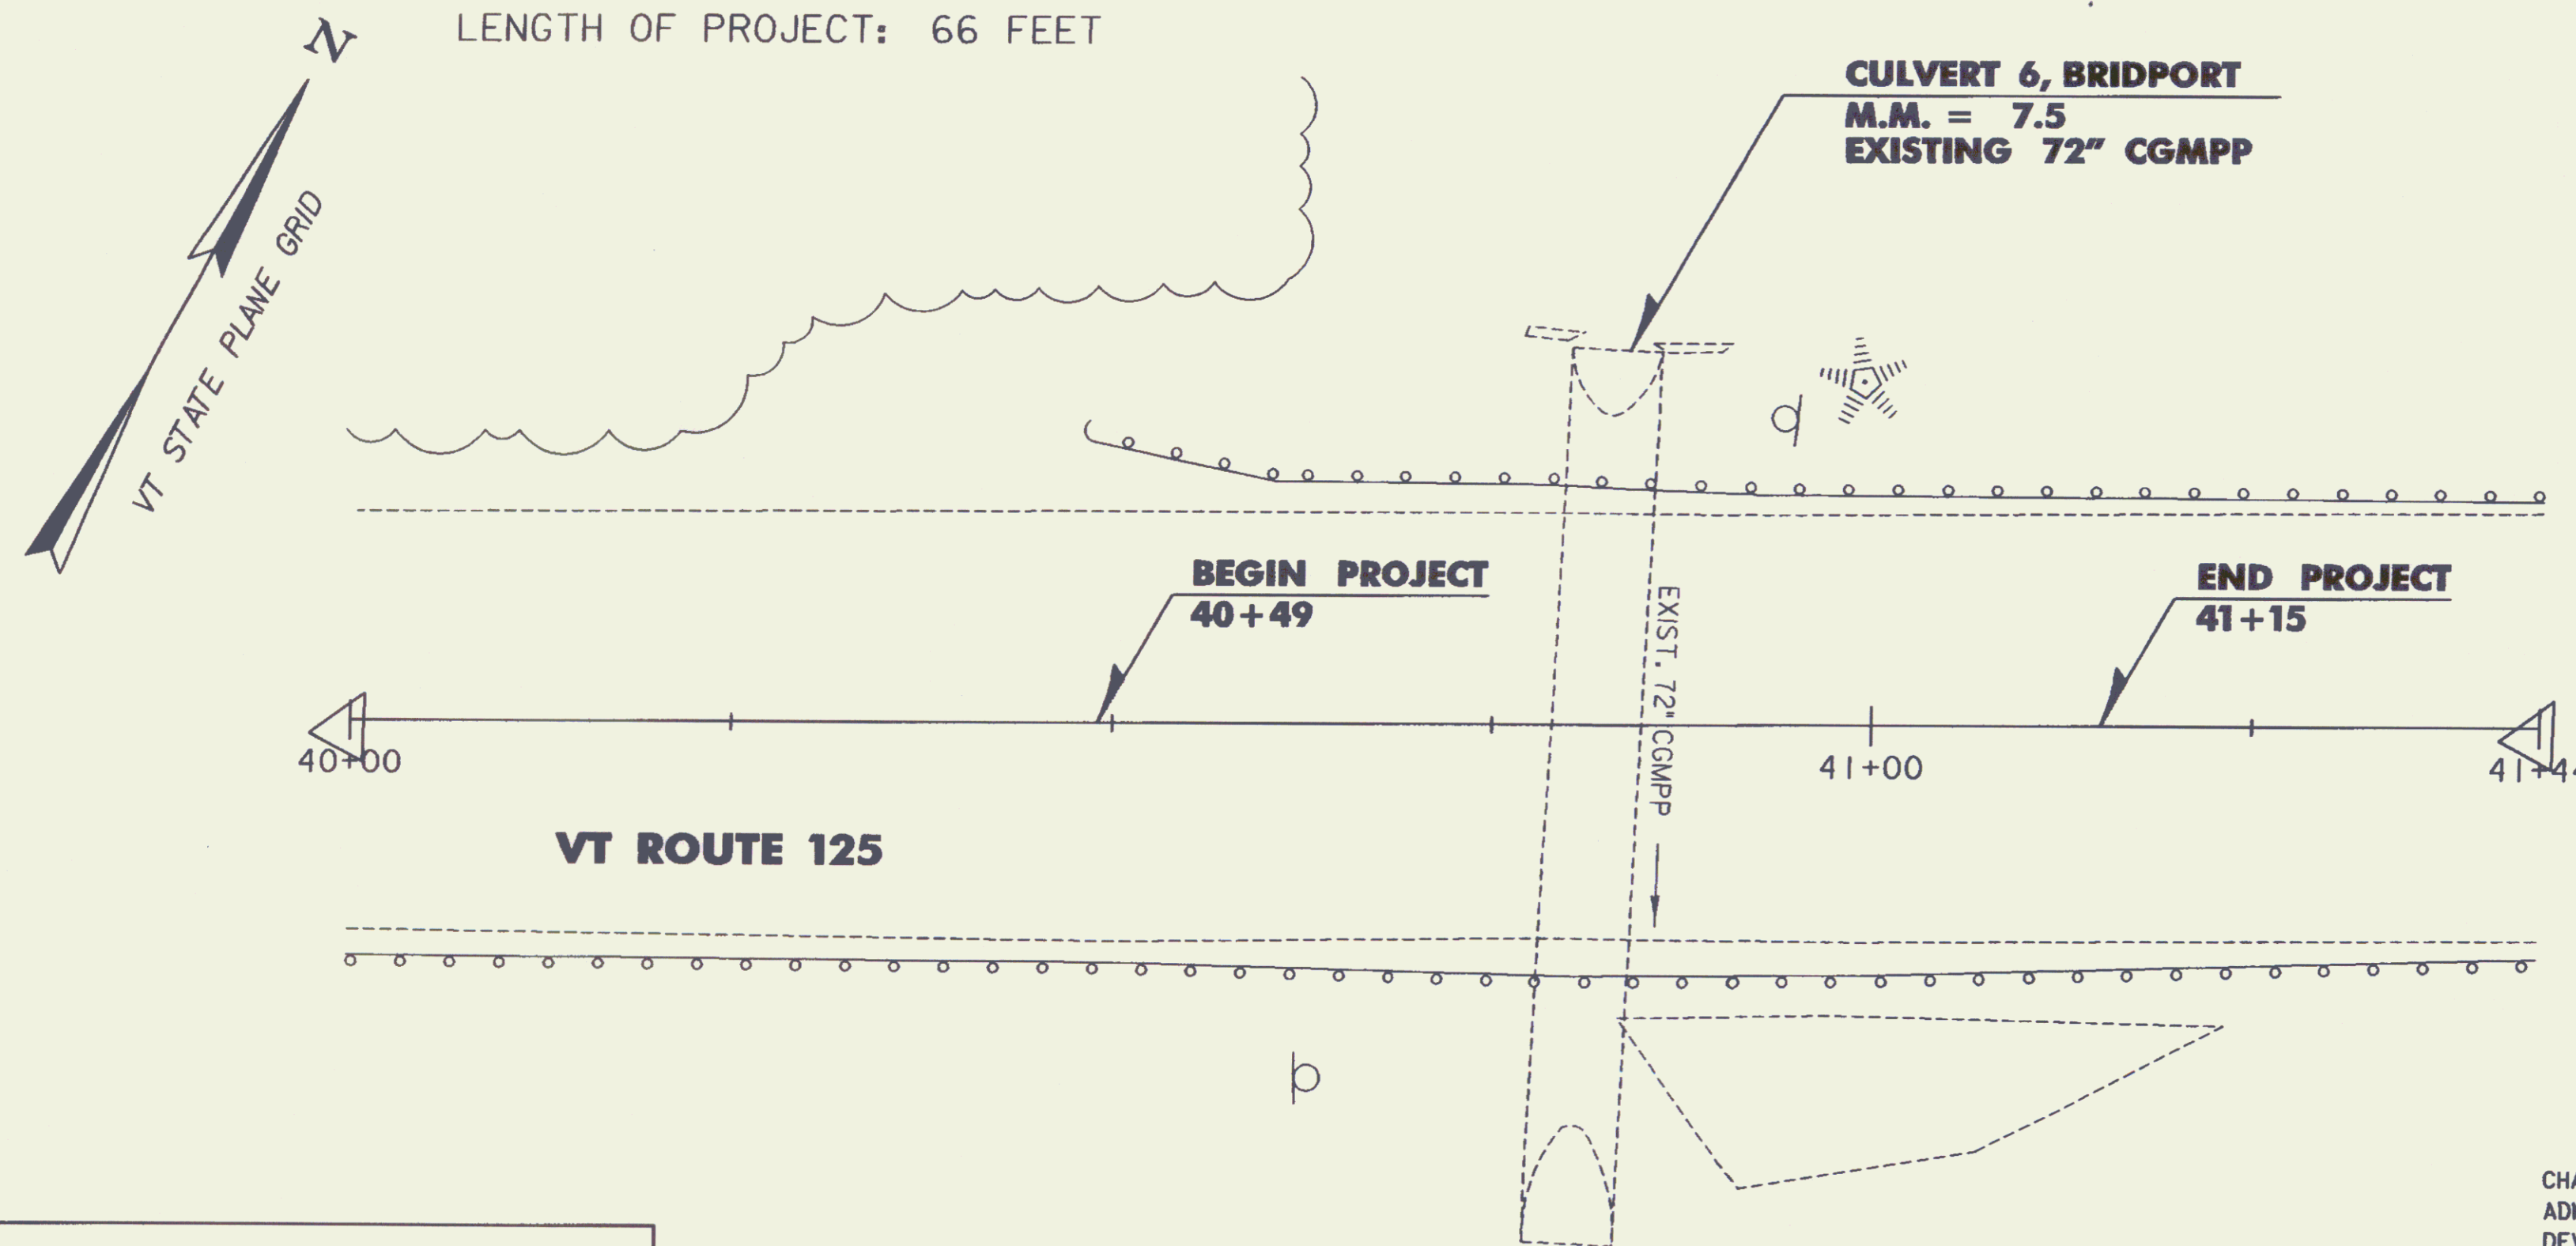 LENGTH OF PROJECT: 66 FEET
N
VT STATE PLANE GRID
CULVERT 6, BRIDPORT
M.M. = 7.5
EXISTING 72" CGMPP
BEGIN PROJECT
40+49
END PROJECT
41+15
EXIST. 72" CGMPP
40+00
41+00
VT ROUTE 125